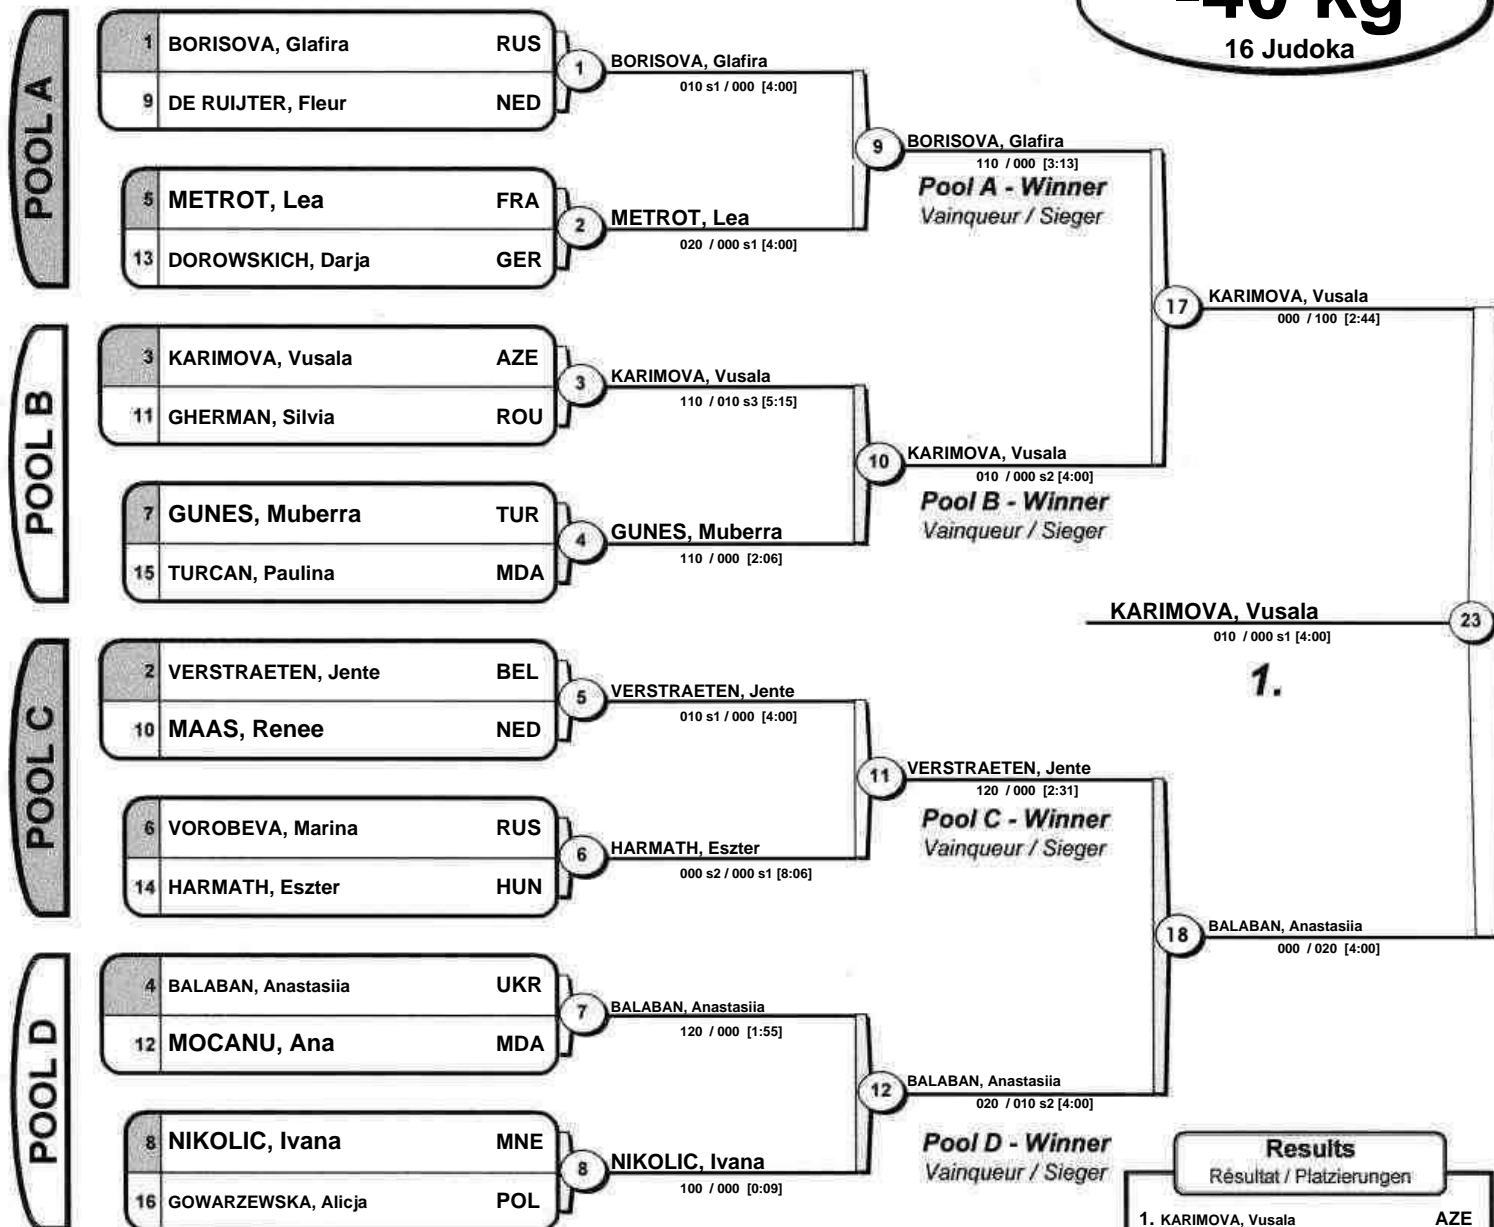 -40 kg
16 Judoka
POOL A
1 BORISOVA, Glafira RUS
9 DE RUIJTER, Fleur NED
5 METROT, Lea FRA
13 DOROWSKICH, Darja GER
POOL B
3 KARIMOVA, Vusala AZE
11 GHERMAN, Silvia ROU
7 GUNES, Muberra TUR
15 TURCAN, Paulina MDA
POOL C
2 VERSTRAETEN, Jente BEL
10 MAAS, Renee NED
6 VOROBEVA, Marina RUS
14 HARMATH, Eszter HUN
POOL D
4 BALABAN, Anastasiia UKR
12 MOCANU, Ana MDA
8 NIKOLIC, Ivana MNE
16 GOWARZEWSKA, Alicja POL
1 BORISOVA, Glafira
010 s1 / 000 [4:00]
2 METROT, Lea
020 / 000 s1 [4:00]
3 KARIMOVA, Vusala
110 / 010 s3 [5:15]
4 GUNES, Muberra
110 / 000 [2:06]
5 VERSTRAETEN, Jente
010 s1 / 000 [4:00]
6 HARMATH, Eszter
000 s2 / 000 s1 [8:06]
7 BALABAN, Anastasiia
120 / 000 [1:55]
8 NIKOLIC, Ivana
100 / 000 [0:09]
9 BORISOVA, Glafira
110 / 000 [3:13]
Pool A - Winner
Vainqueur / Sieger
10 KARIMOVA, Vusala
010 / 000 s2 [4:00]
Pool B - Winner
Vainqueur / Sieger
11 VERSTRAETEN, Jente
120 / 000 [2:31]
Pool C - Winner
Vainqueur / Sieger
12 BALABAN, Anastasiia
020 / 010 s2 [4:00]
Pool D - Winner
Vainqueur / Sieger
17 KARIMOVA, Vusala
000 / 100 [2:44]
18 BALABAN, Anastasiia
000 / 020 [4:00]
KARIMOVA, Vusala 23
010 / 000 s1 [4:00]
1.
Results
Résultat / Platzierungen
1. KARIMOVA, Vusala AZE